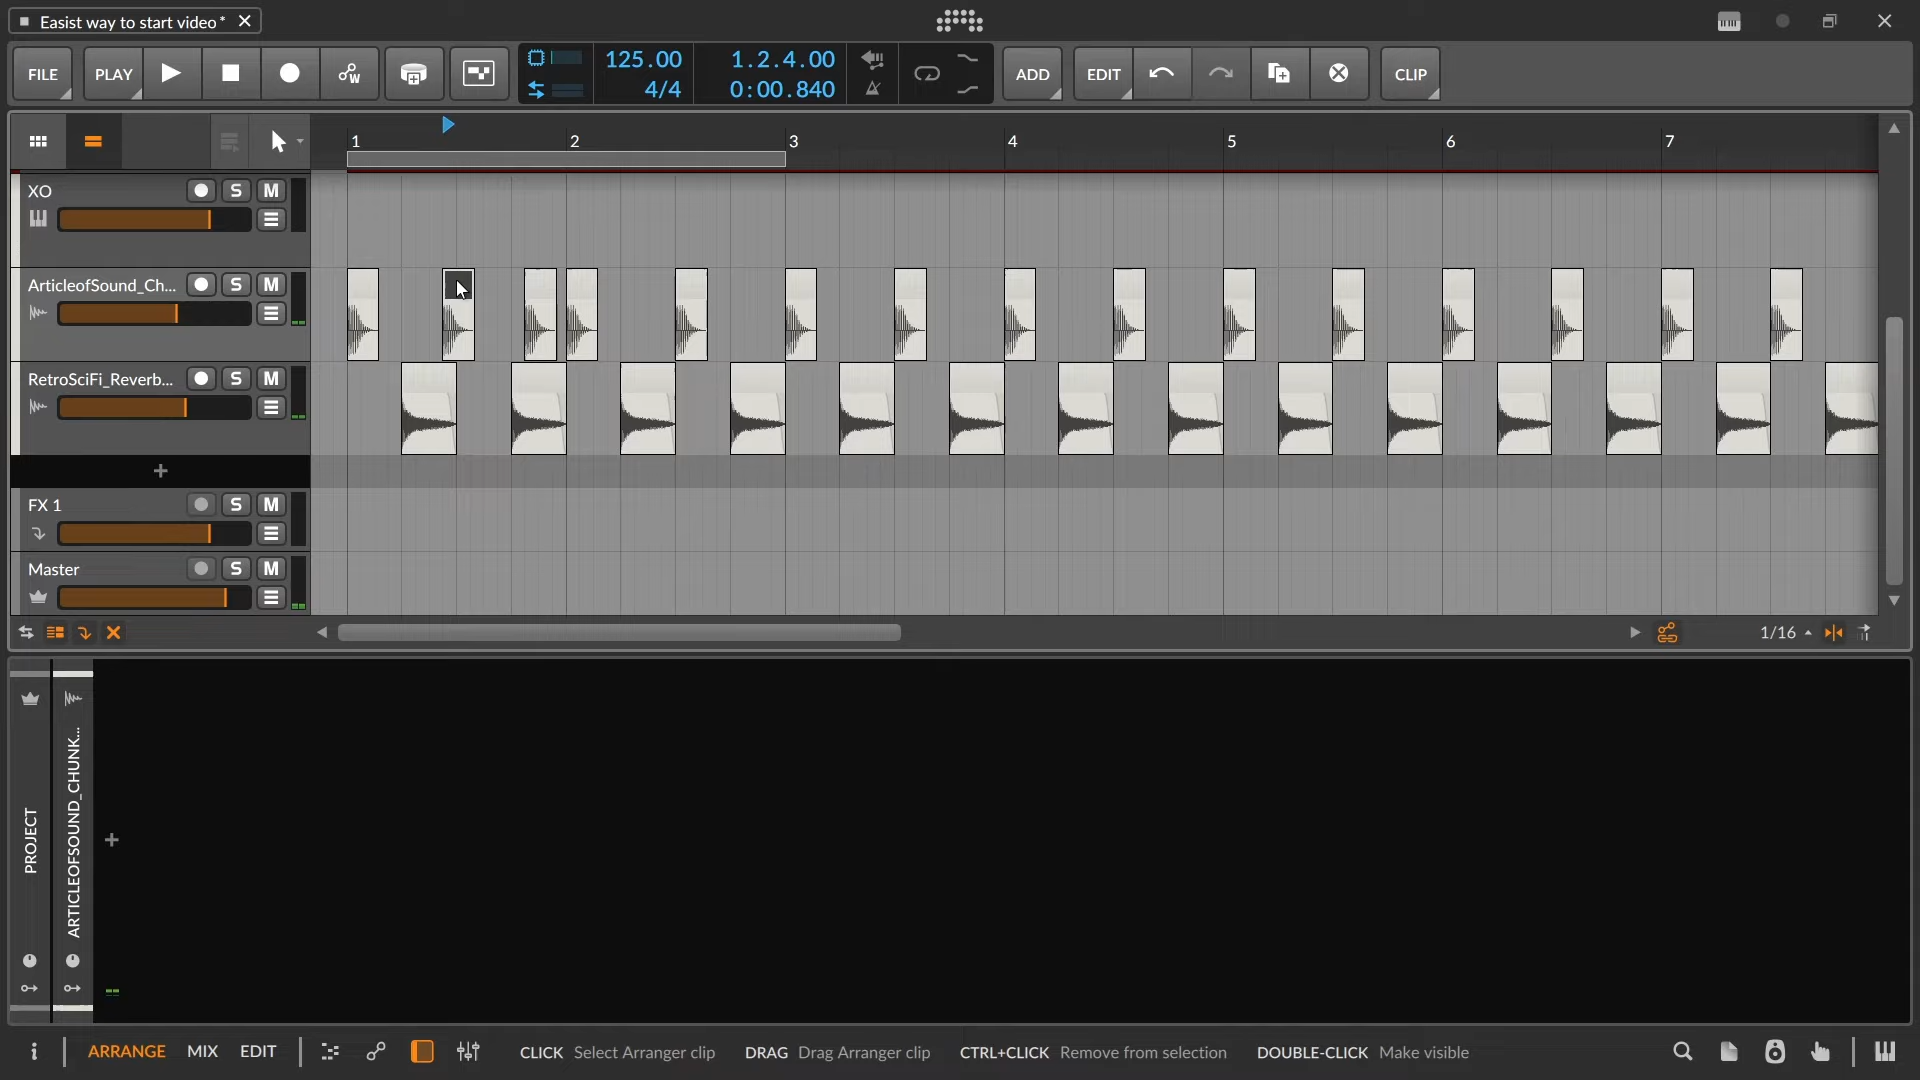 Easist way to start video*
FILE
PLAY
125.00
4/4
1.2.4.00
0:00.840
ADD
EDIT
CLIP
1
2
3
4
5
6
7
XO
S
M
ArticleofSound_Ch...
S
M
RetroSciFi_Reverb...
S
M
+
FX 1
S
M
Master
S
M
1/16
PROJECT
ARTICLEOFSOUND_CHUNK...
+
ARRANGE
MIX
EDIT
CLICK Select Arranger clip
DRAG Drag Arranger clip
CTRL+CLICK Remove from selection
DOUBLE-CLICK Make visible